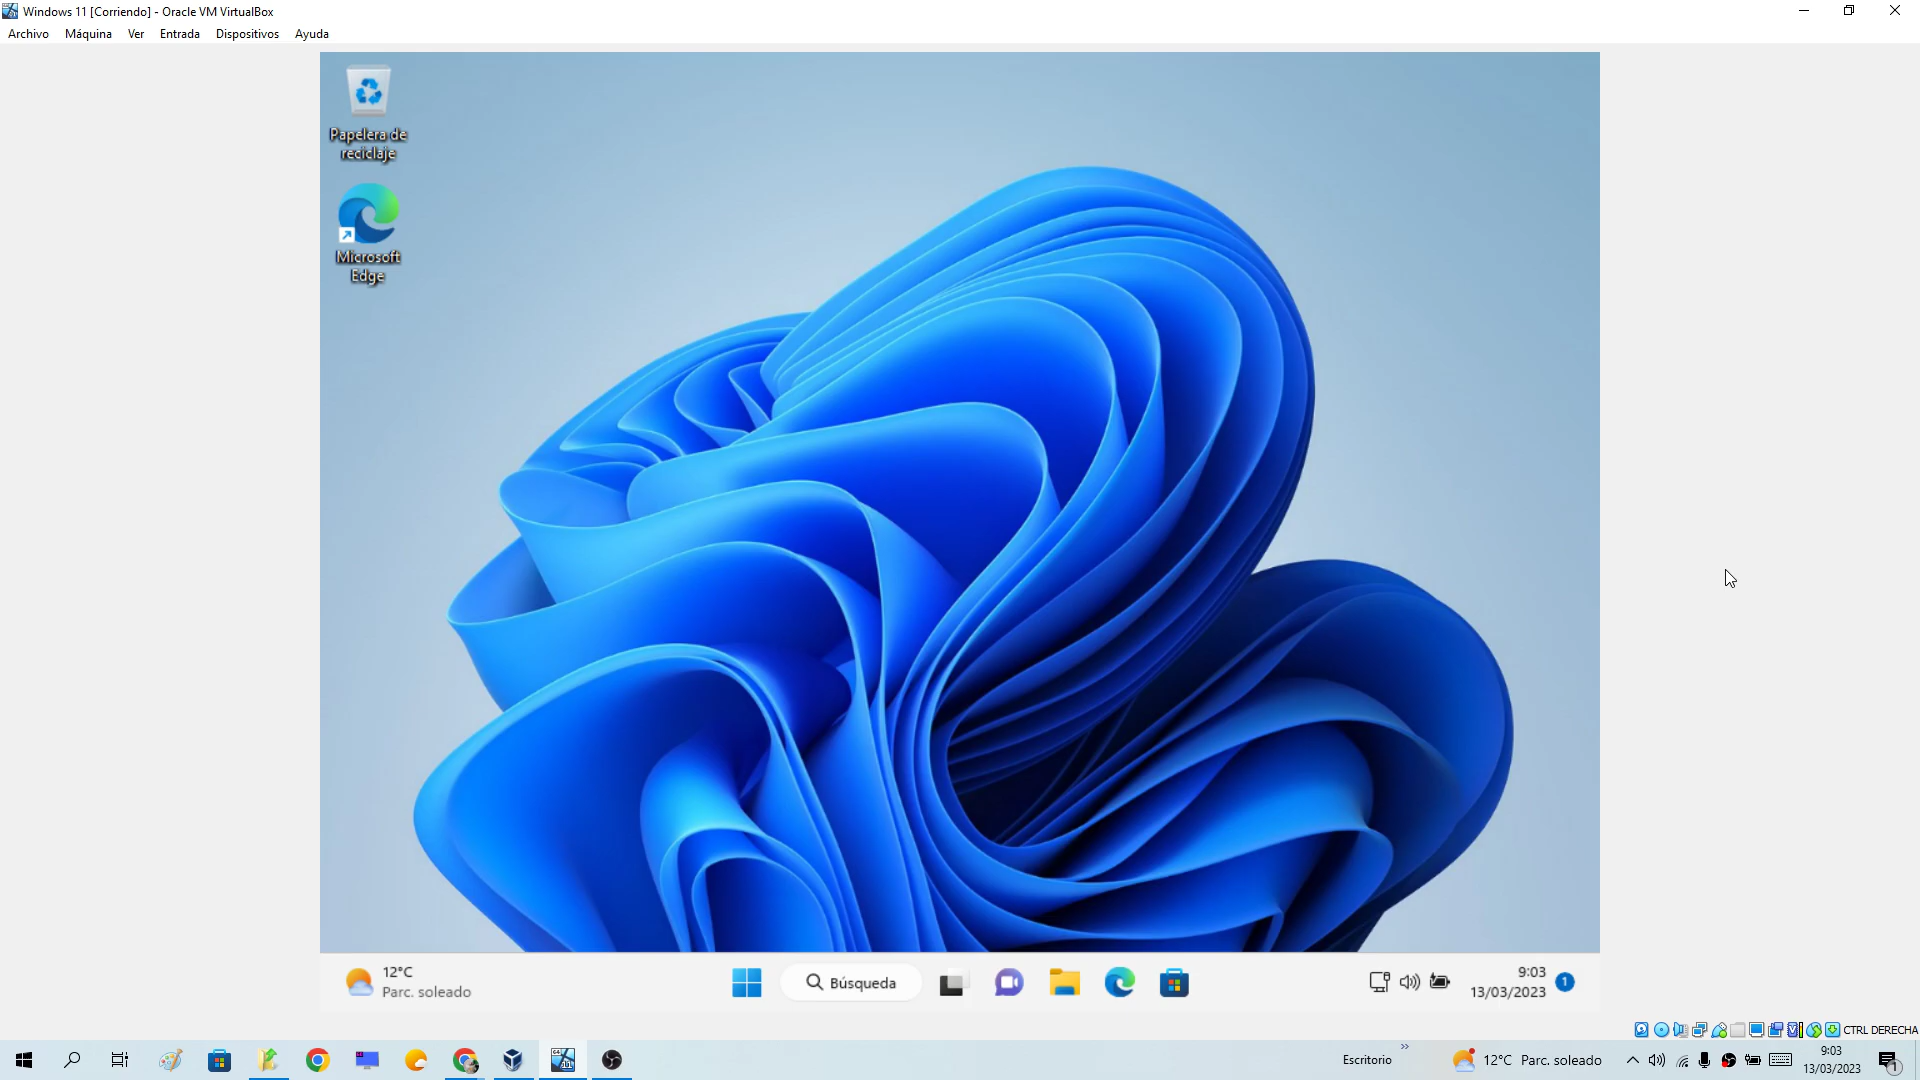 Windows 11 [Corriendo] - Oracle VM VirtualBox
Archivo Máquina Ver Entrada Dispositivos Ayuda
Papelera de
reciclaje
Microsoft
Edge
12°C
Parc. soleado
Búsqueda
9:03
13/03/2023
1
CTRL DERECHA
Escritorio
12°C Parc. soleado
9:03
13/03/2023
1